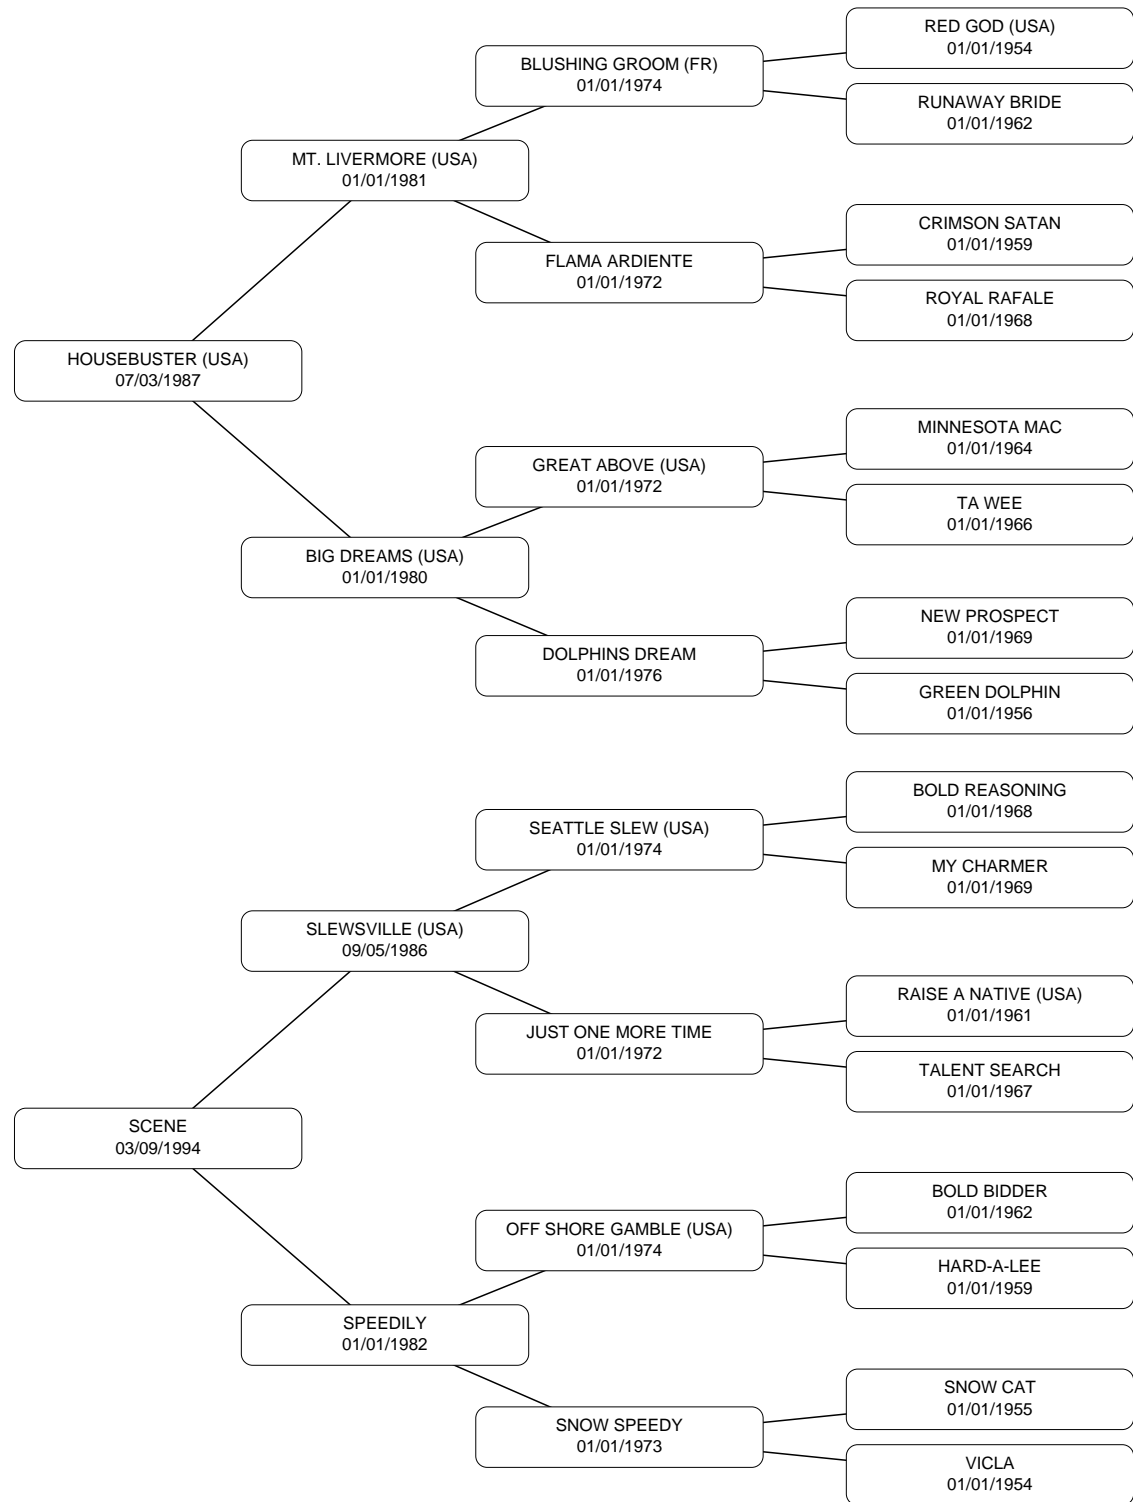 RED GOD (USA)
01/01/1954
BLUSHING GROOM (FR)
01/01/1974
RUNAWAY BRIDE
01/01/1962
MT. LIVERMORE (USA)
01/01/1981
CRIMSON SATAN
01/01/1959
FLAMA ARDIENTE
01/01/1972
ROYAL RAFALE
01/01/1968
HOUSEBUSTER (USA)
07/03/1987
MINNESOTA MAC
01/01/1964
GREAT ABOVE (USA)
01/01/1972
TA WEE
01/01/1966
BIG DREAMS (USA)
01/01/1980
NEW PROSPECT
01/01/1969
DOLPHINS DREAM
01/01/1976
GREEN DOLPHIN
01/01/1956
BOLD REASONING
01/01/1968
SEATTLE SLEW (USA)
01/01/1974
MY CHARMER
01/01/1969
SLEWSVILLE (USA)
09/05/1986
RAISE A NATIVE (USA)
01/01/1961
JUST ONE MORE TIME
01/01/1972
TALENT SEARCH
01/01/1967
SCENE
03/09/1994
BOLD BIDDER
01/01/1962
OFF SHORE GAMBLE (USA)
01/01/1974
HARD-A-LEE
01/01/1959
SPEEDILY
01/01/1982
SNOW CAT
01/01/1955
SNOW SPEEDY
01/01/1973
VICLA
01/01/1954